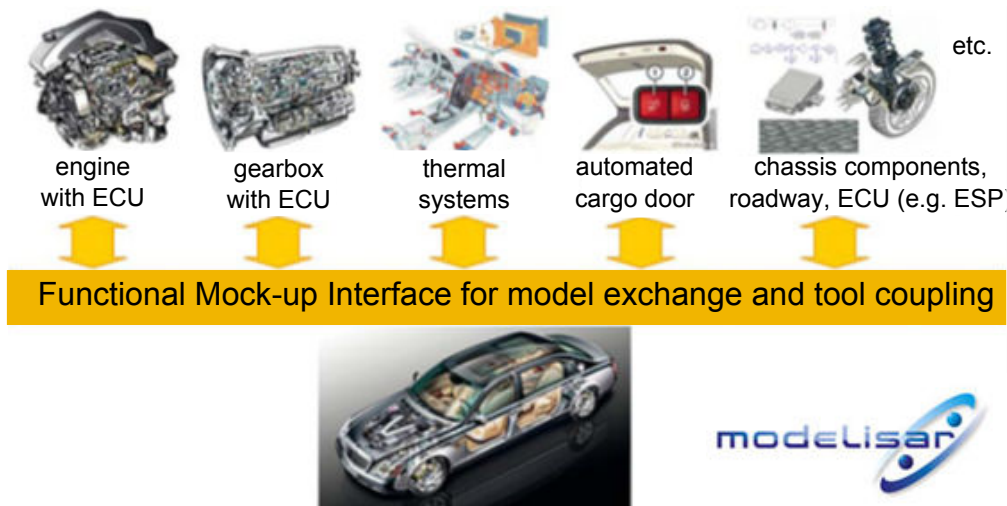 etc.
engine
with ECU
gearbox
with ECU
thermal
systems
automated
cargo door
chassis components,
roadway, ECU (e.g. ESP)
Functional Mock-up Interface for model exchange and tool coupling
modelisar